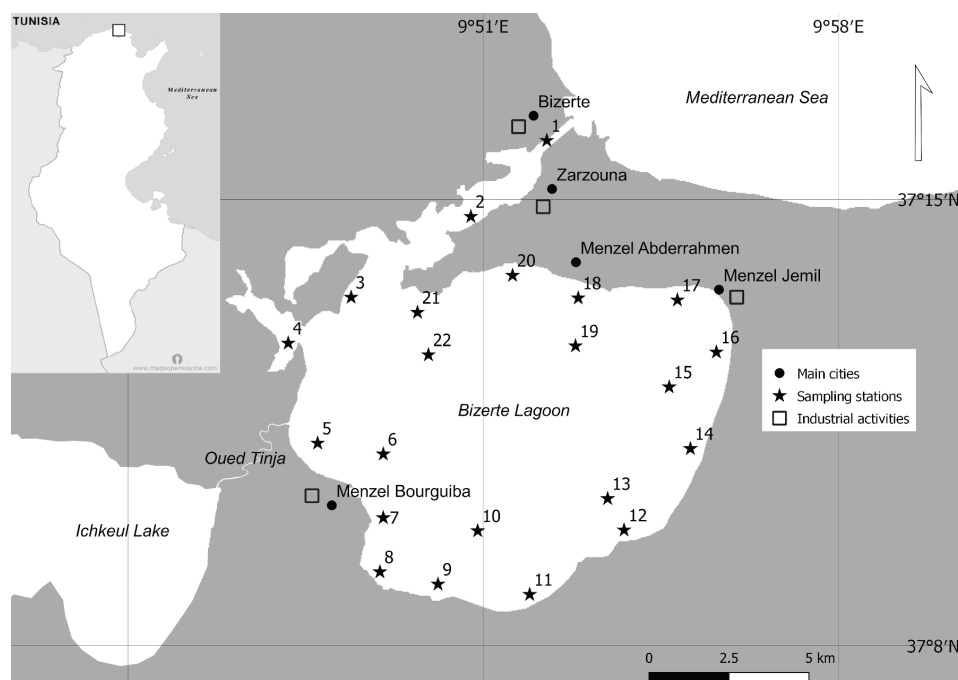 TUNISIA
Mediterranean
Sea
www.mapsopensource.com
9°51'E
9°58'E
Mediterranean Sea
Bizerte
1
Zarzouna
37°15'N
2
Menzel Abderrahmen
20
Menzel Jemil
3
18
17
21
19
16
4
22
15
Main cities
Sampling stations
Industrial activities
Bizerte Lagoon
5
6
14
Oued Tinja
Menzel Bourguiba
13
7
10
12
Ichkeul Lake
8
9
11
37°8'N
0 2.5 5 km